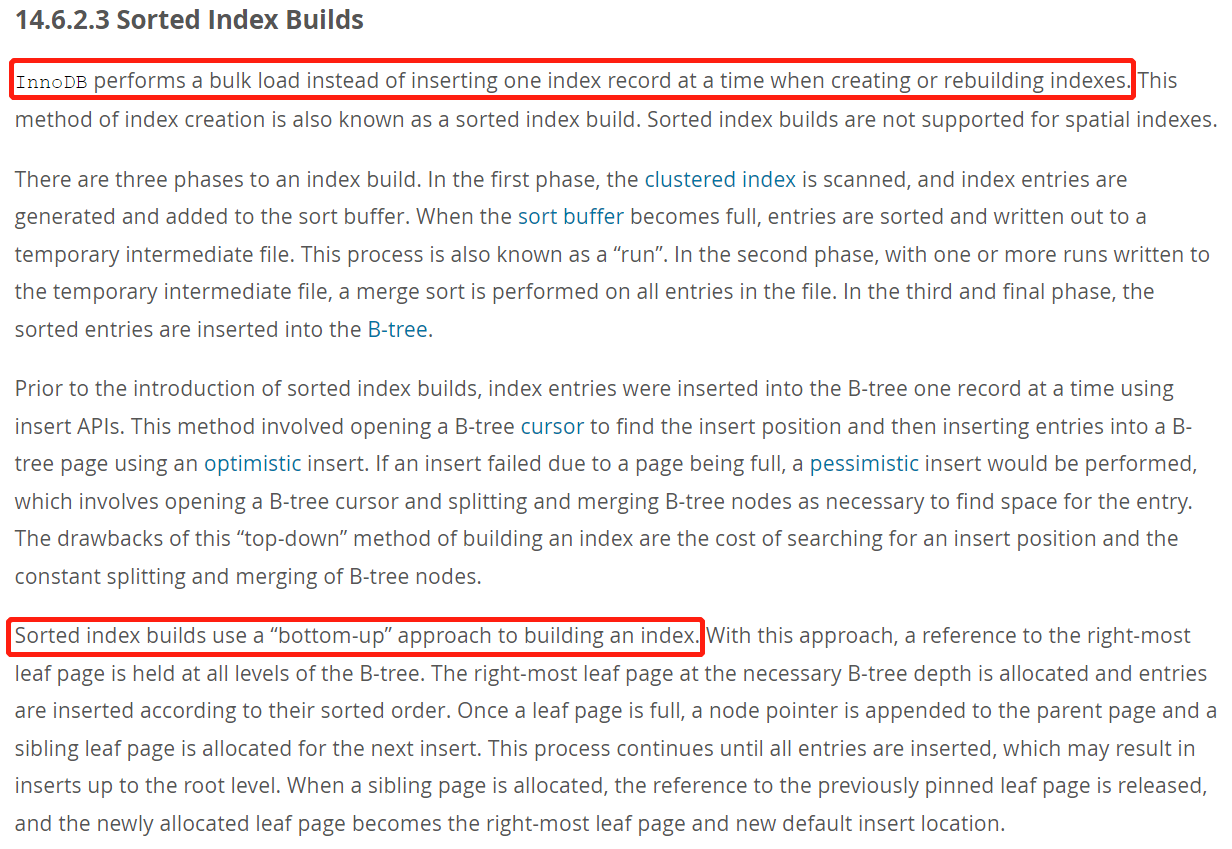 14.6.2.3 Sorted Index Builds
InnoDB performs a bulk load instead of inserting one index record at a time when creating or rebuilding indexes. This
method of index creation is also known as a sorted index build. Sorted index builds are not supported for spatial indexes.
There are three phases to an index build. In the first phase, the clustered index is scanned, and index entries are
generated and added to the sort buffer. When the sort buffer becomes full, entries are sorted and written out to a
temporary intermediate file. This process is also known as a “run”. In the second phase, with one or more runs written to
the temporary intermediate file, a merge sort is performed on all entries in the file. In the third and final phase, the
sorted entries are inserted into the B-tree.
Prior to the introduction of sorted index builds, index entries were inserted into the B-tree one record at a time using
insert APIs. This method involved opening a B-tree cursor to find the insert position and then inserting entries into a B-
tree page using an optimistic insert. If an insert failed due to a page being full, a pessimistic insert would be performed,
which involves opening a B-tree cursor and splitting and merging B-tree nodes as necessary to find space for the entry.
The drawbacks of this “top-down” method of building an index are the cost of searching for an insert position and the
constant splitting and merging of B-tree nodes.
Sorted index builds use a “bottom-up” approach to building an index. With this approach, a reference to the right-most
leaf page is held at all levels of the B-tree. The right-most leaf page at the necessary B-tree depth is allocated and entries
are inserted according to their sorted order. Once a leaf page is full, a node pointer is appended to the parent page and a
sibling leaf page is allocated for the next insert. This process continues until all entries are inserted, which may result in
inserts up to the root level. When a sibling page is allocated, the reference to the previously pinned leaf page is released,
and the newly allocated leaf page becomes the right-most leaf page and new default insert location.